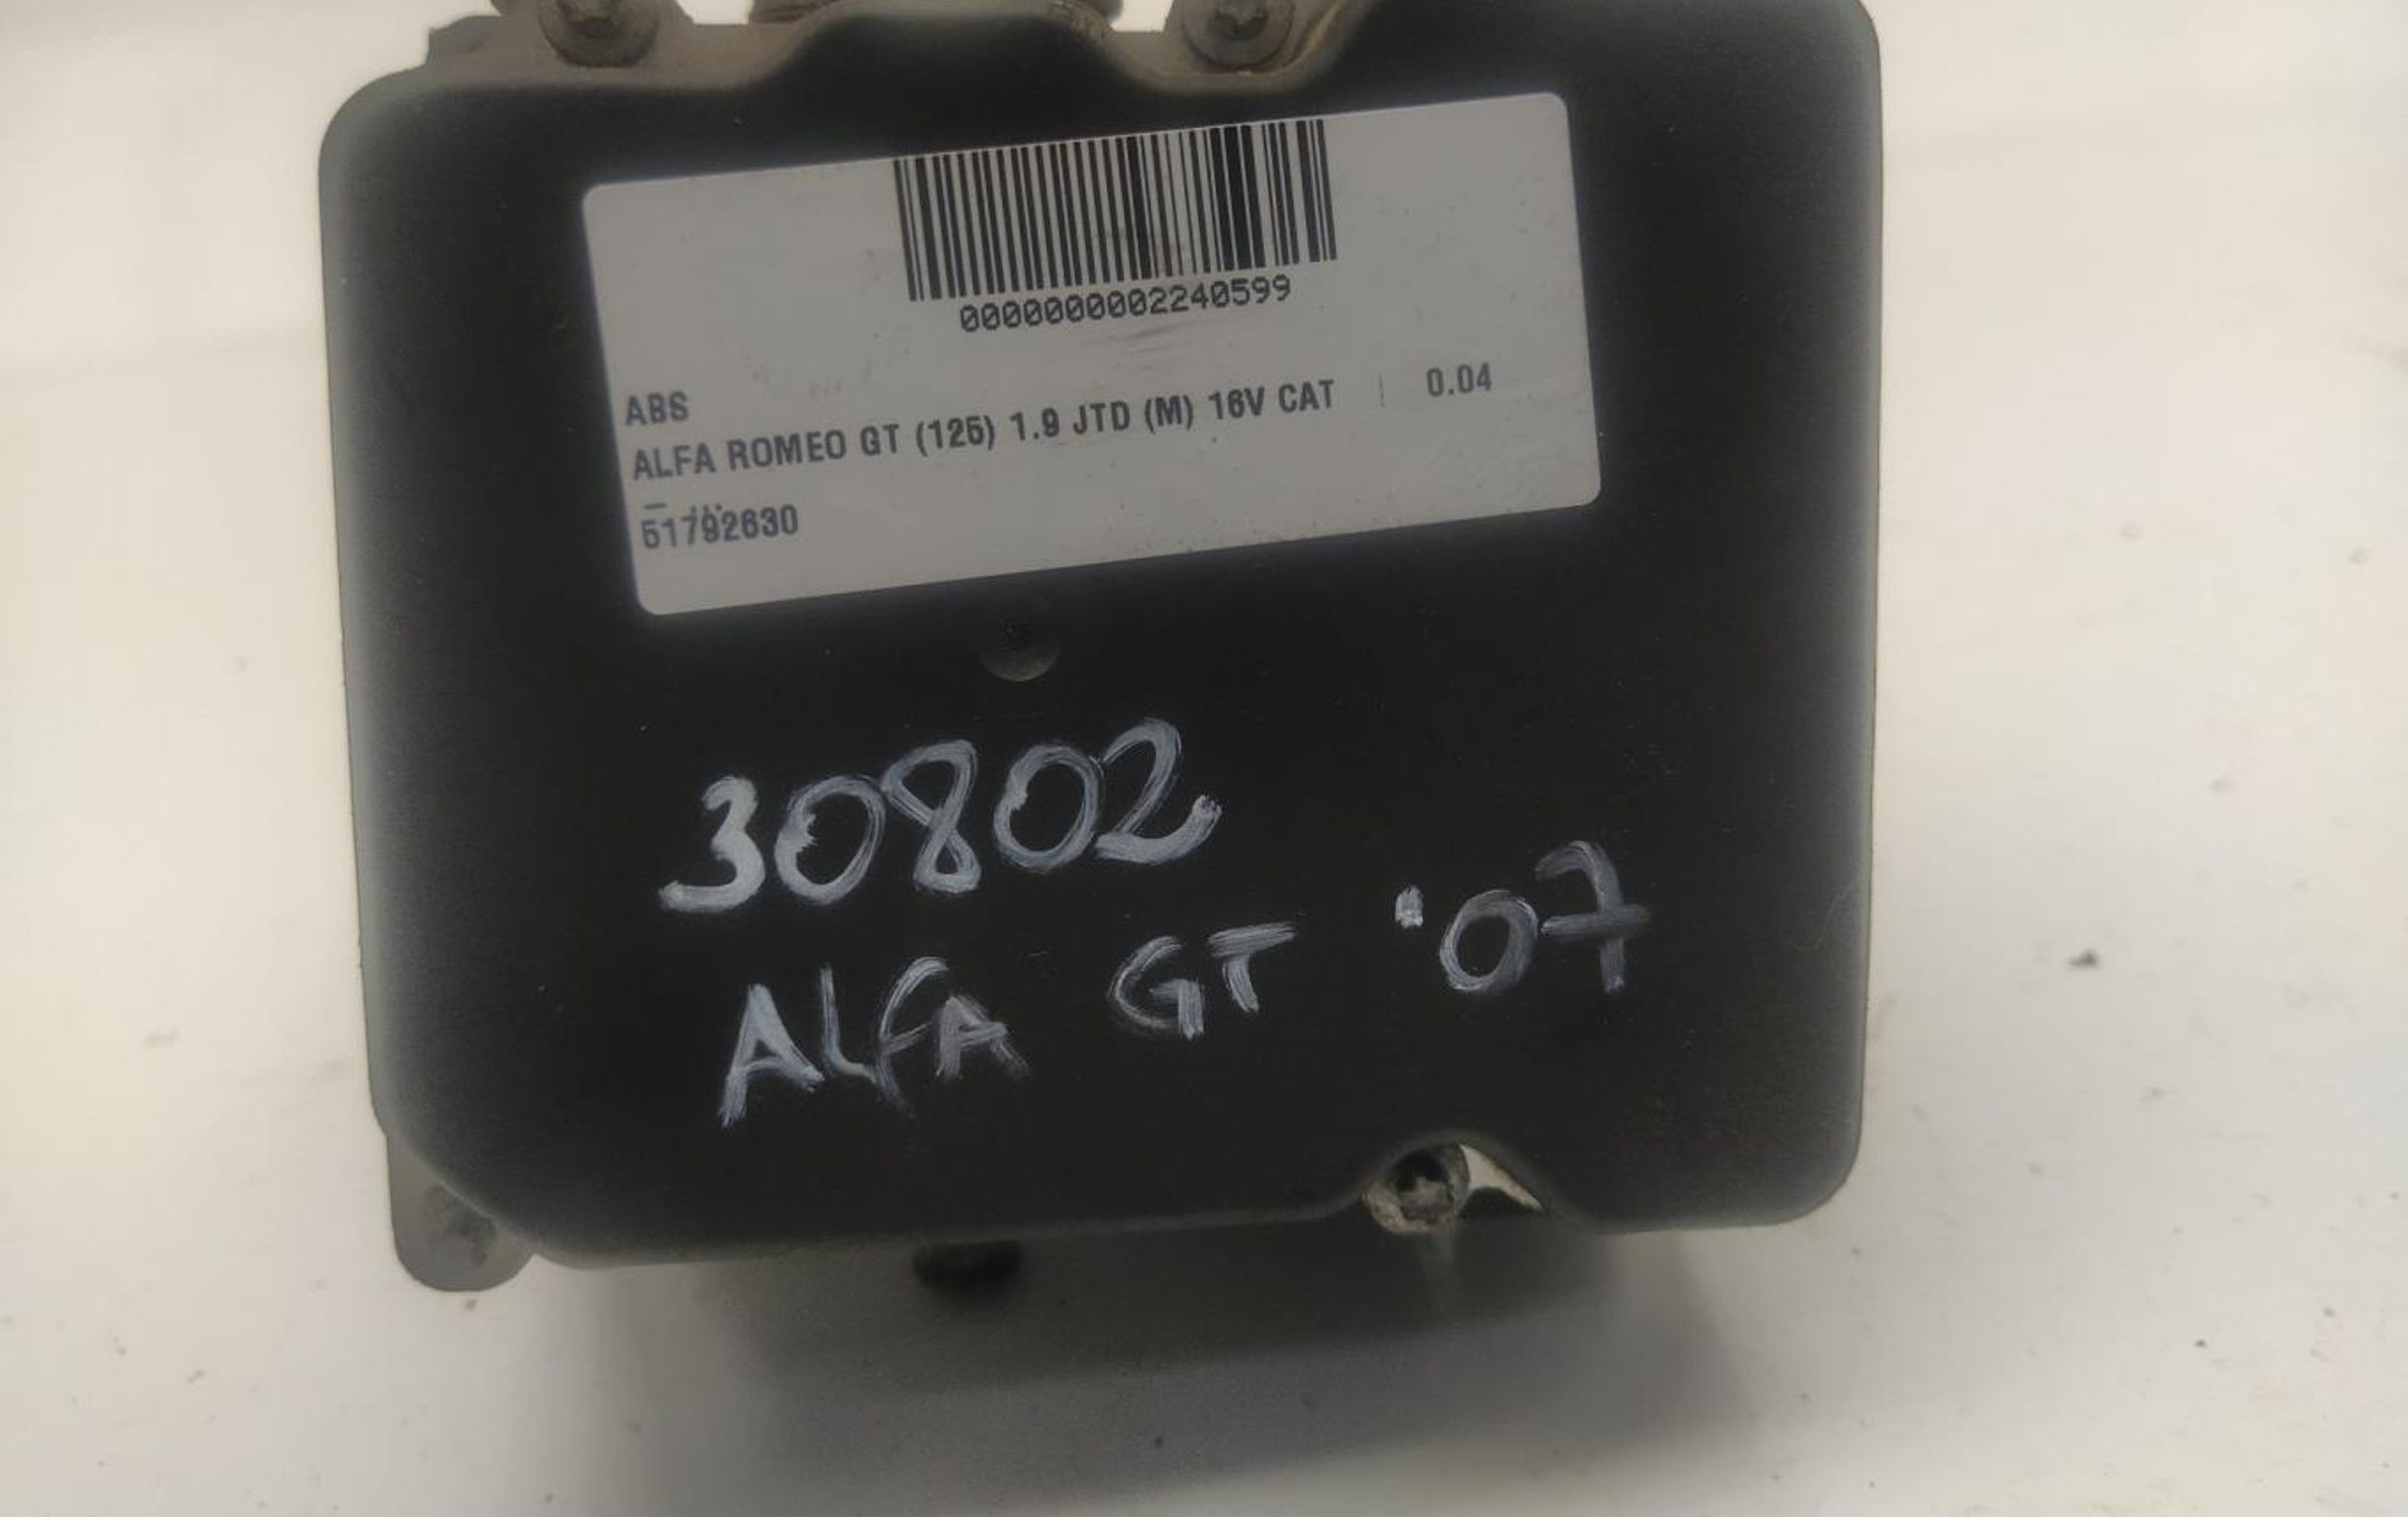 0000000002240599
ABS
ALFA ROMEO GT (125) 1.9 JTD (M) 16V CAT | 0.04
51792630
30802
ALFA GT '07